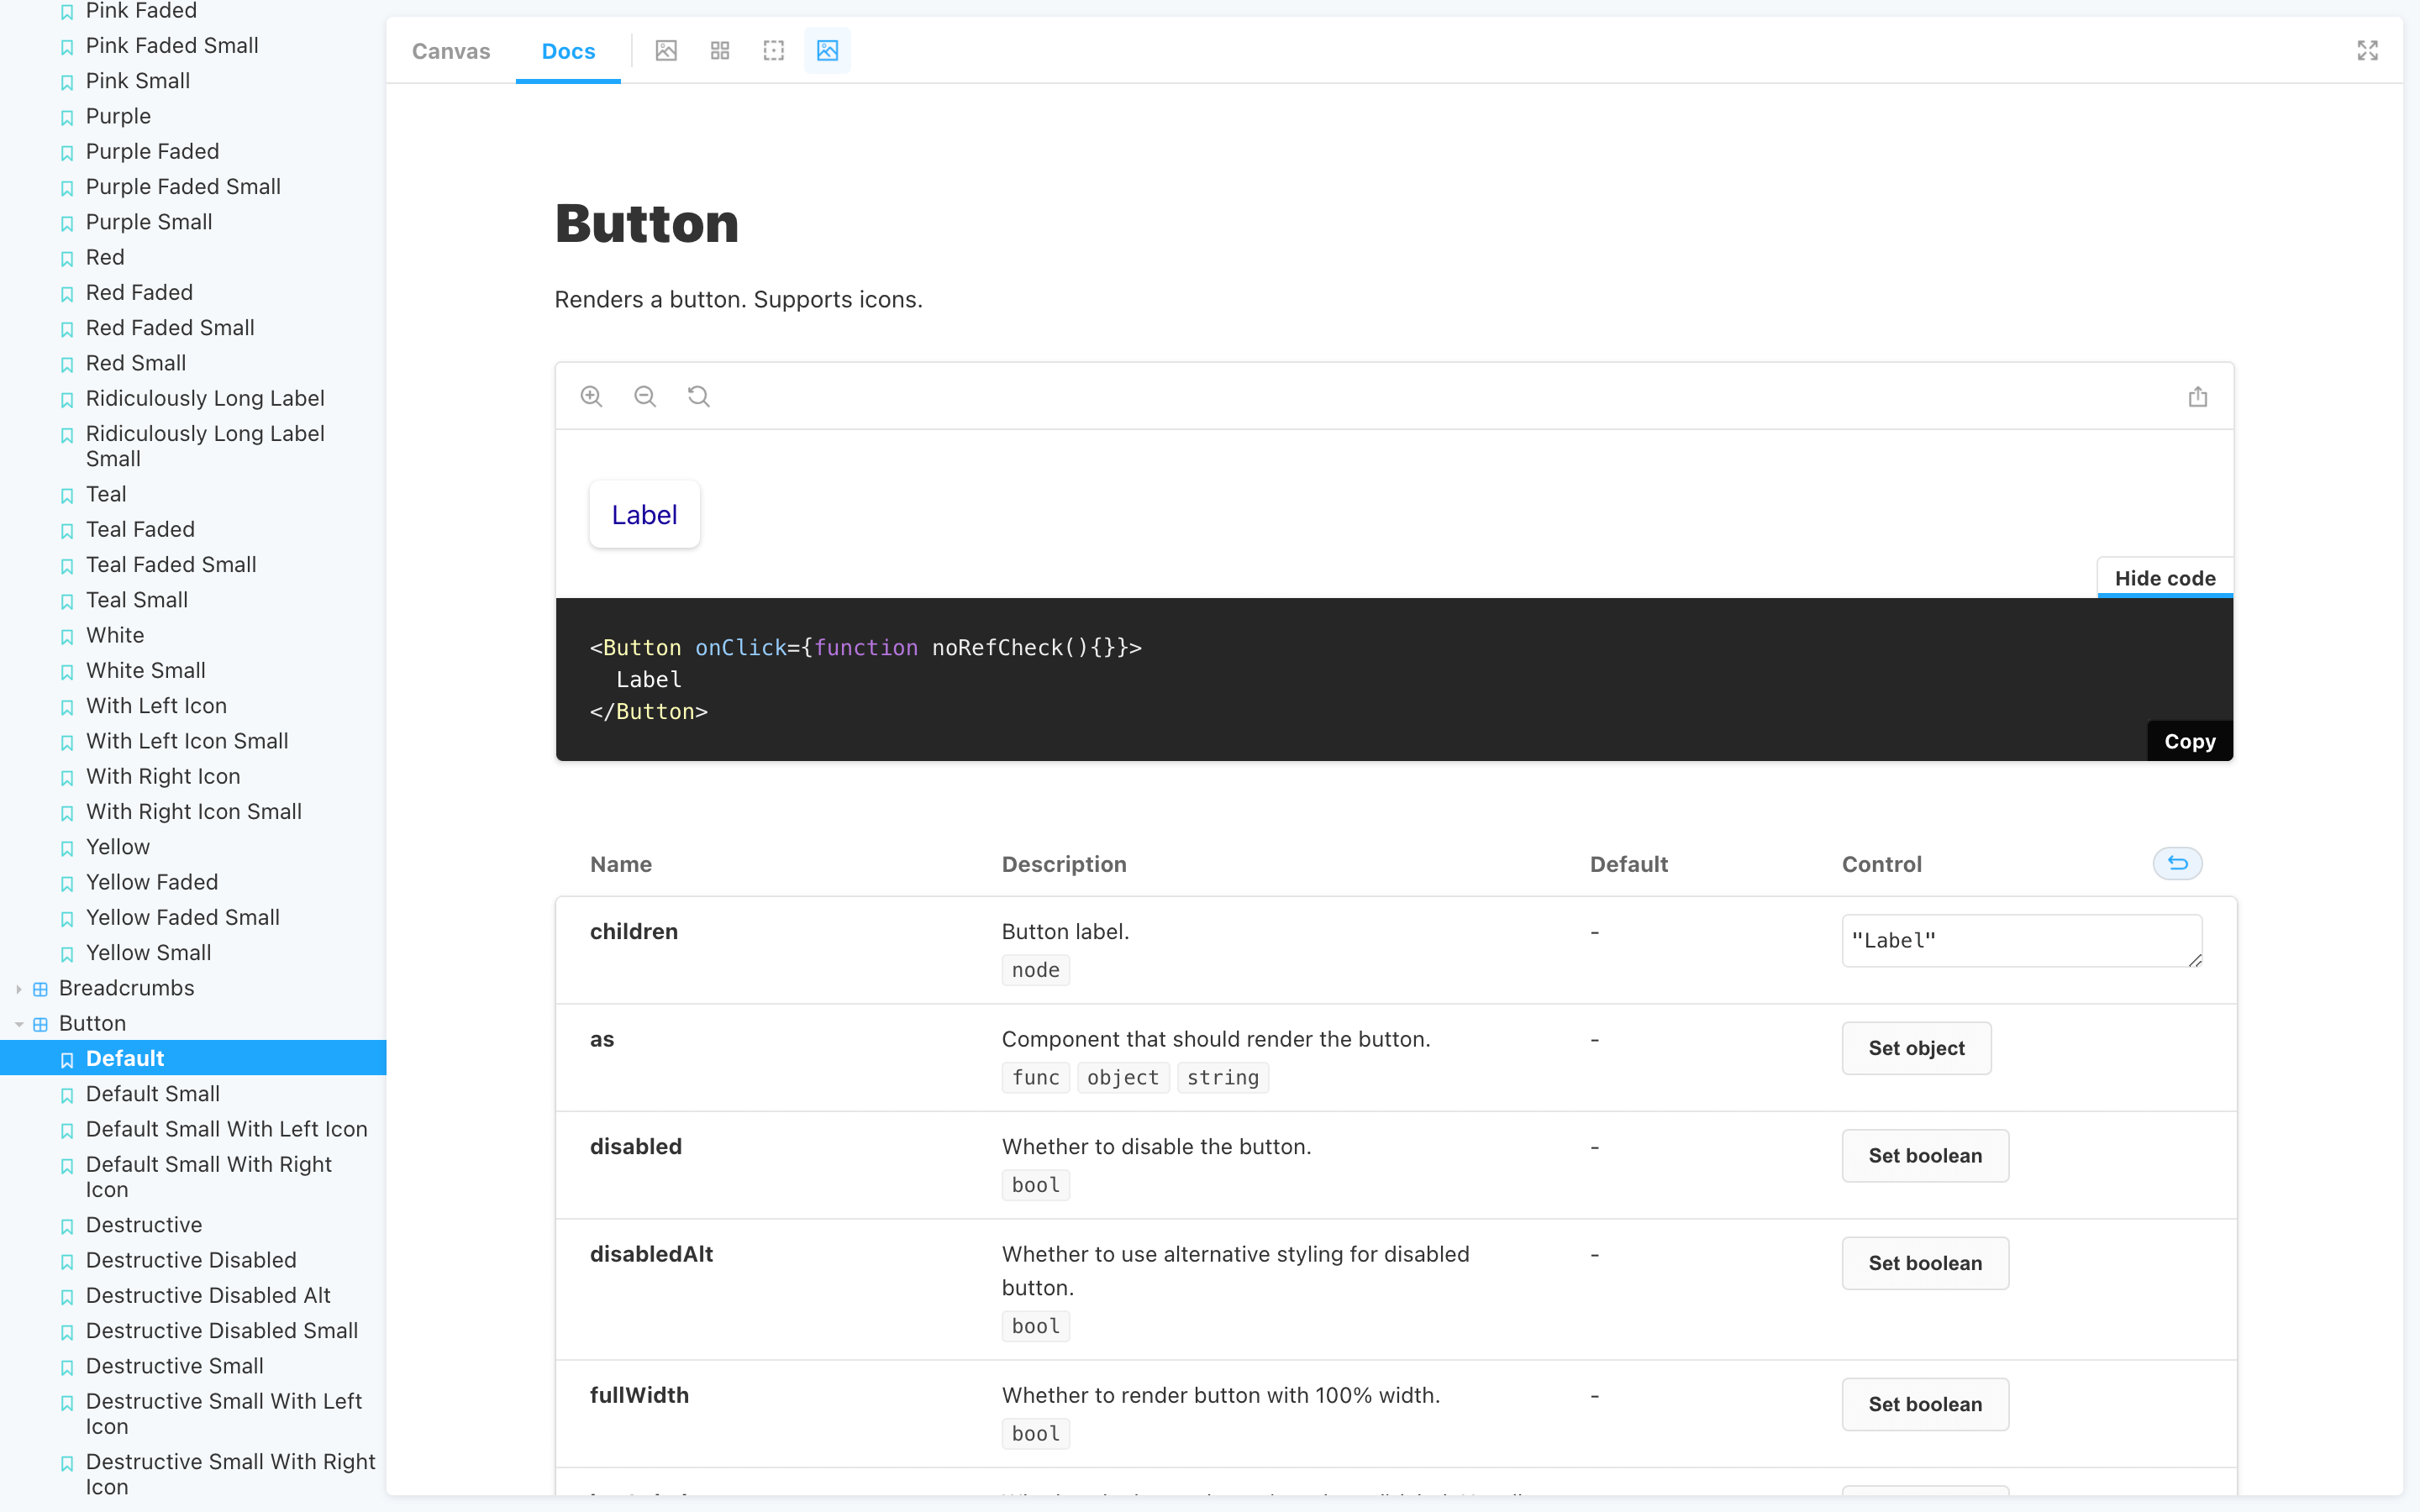 Pink Faded
Pink Faded Small
Pink Small
Purple
Purple Faded
Purple Faded Small
Purple Small
Red
Red Faded
Red Faded Small
Red Small
Ridiculously Long Label
Ridiculously Long Label
Small
Teal
Teal Faded
Teal Faded Small
Teal Small
White
White Small
With Left Icon
With Left Icon Small
With Right Icon
With Right Icon Small
Yellow
Yellow Faded
Yellow Faded Small
Yellow Small
Breadcrumbs
Button
Default
Default Small
Default Small With Left Icon
Default Small With Right
Icon
Destructive
Destructive Disabled
Destructive Disabled Alt
Destructive Disabled Small
Destructive Small
Destructive Small With Left
Icon
Destructive Small With Right
Icon
Canvas Docs
Button
Renders a button. Supports icons.
Label
Hide code
<Button onClick={function noRefCheck(){}}>
  Label
</Button>
Copy
Name Description Default Control
children Button label. - "Label"
node
as Component that should render the button. - Set object
func object string
disabled Whether to disable the button. - Set boolean
bool
disabledAlt Whether to use alternative styling for disabled - Set boolean
button.
bool
fullWidth Whether to render button with 100% width. - Set boolean
bool